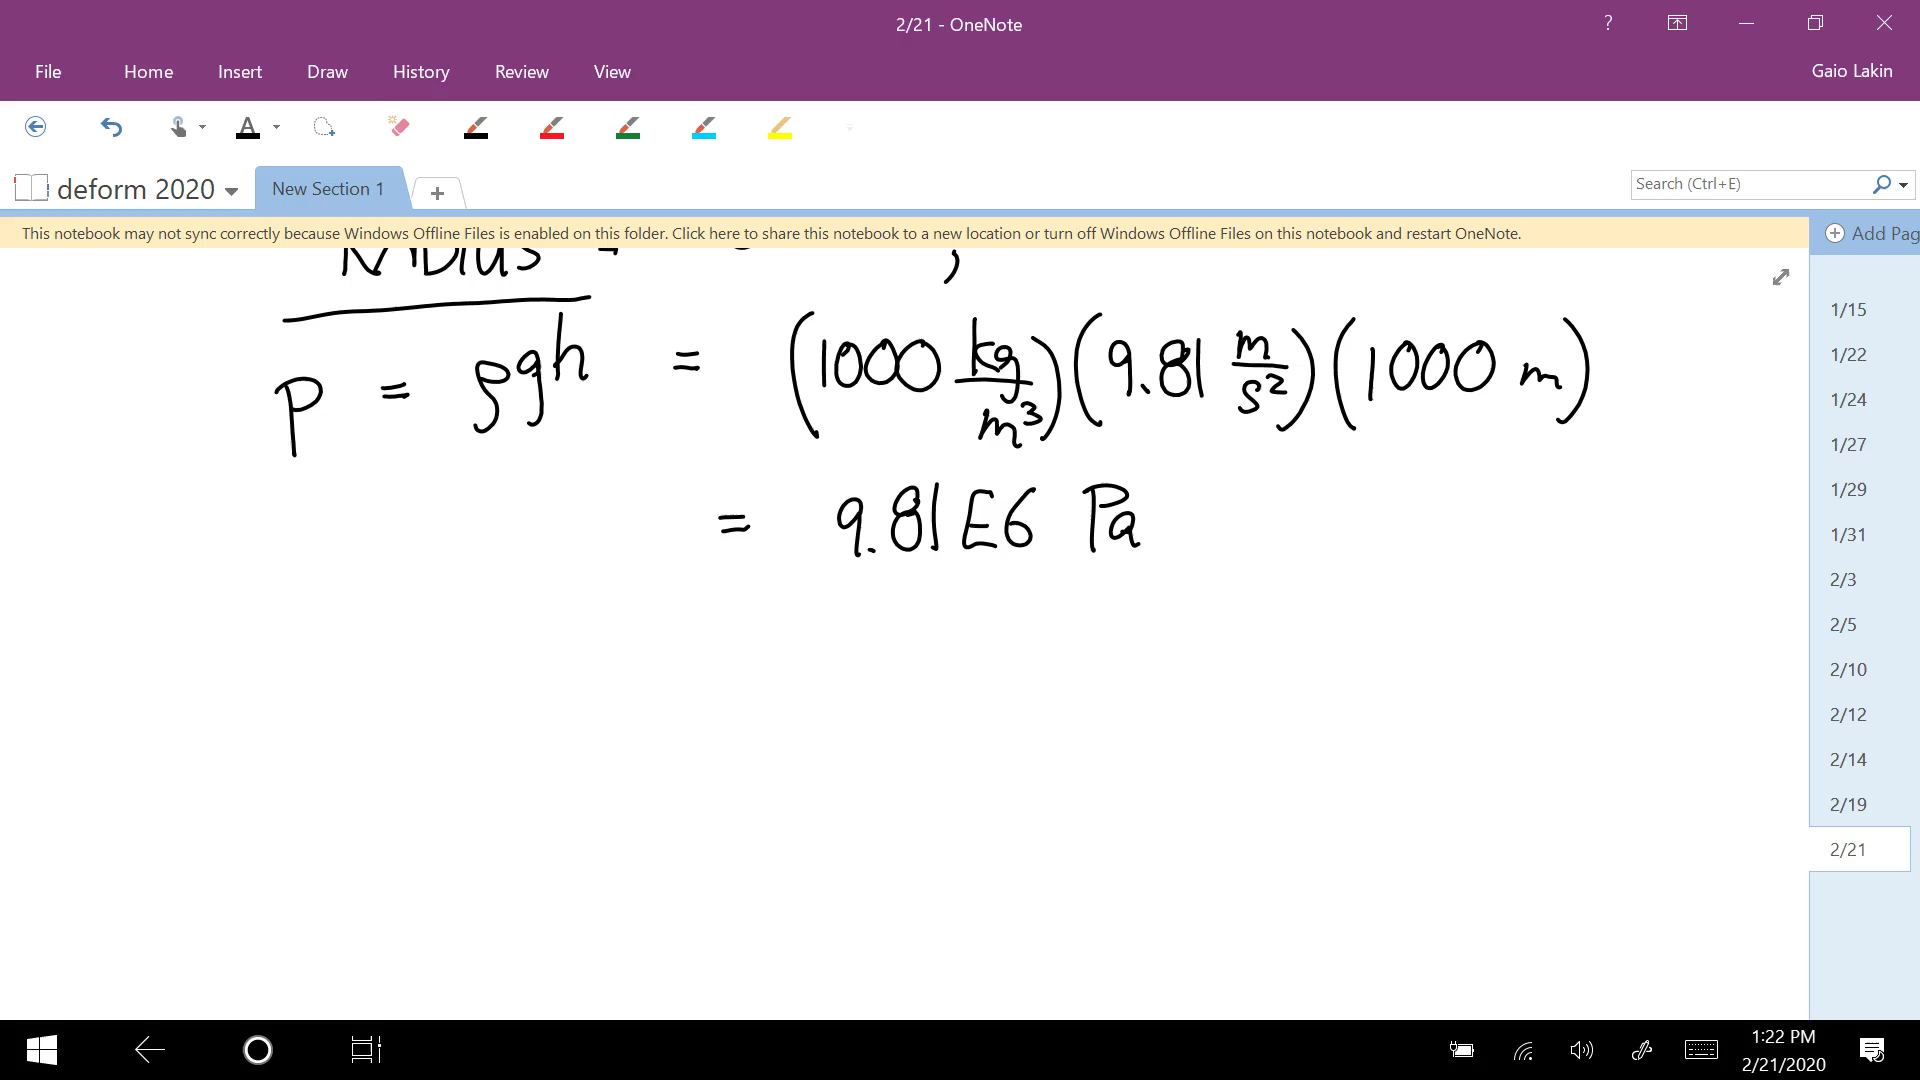 2/21 - OneNote
?
File Home Insert Draw History Review View
Gaio Lakin
A
deform 2020
New Section 1
+
Search (Ctrl+E)
This notebook may not sync correctly because Windows Offline Files is enabled on this folder. Click here to share this notebook to a new location or turn off Windows Offline Files on this notebook and restart OneNote.
Add Pag
1/15
1/22
1/24
1/27
1/29
1/31
2/3
2/5
2/10
2/12
2/14
2/19
2/21
P = ρgh = (1000 kg/m³)(9.81 m/s²)(1000 m)
= 9.81E6 Pa
1:22 PM
2/21/2020